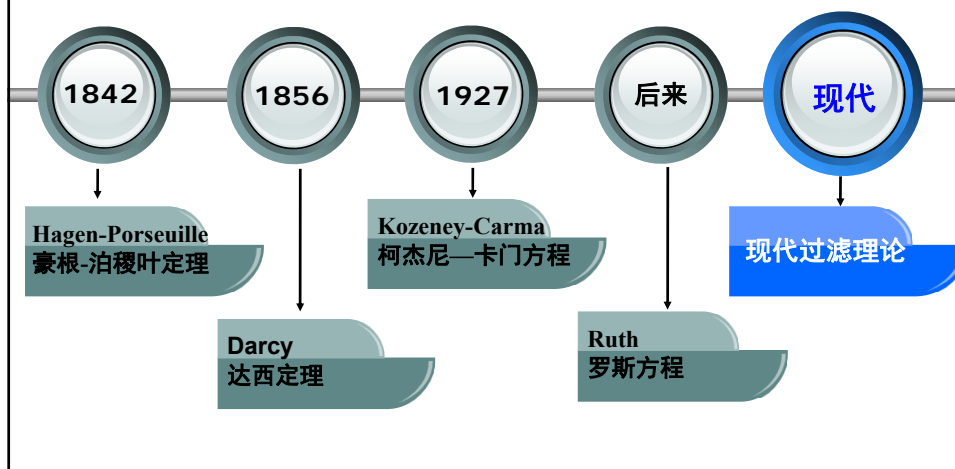 1842
1856
1927
后来
现代
Hagen-Porseuille
豪根-泊稷叶定理
Darcy
达西定理
Kozeney-Carma
柯杰尼—卡门方程
Ruth
罗斯方程
现代过滤理论